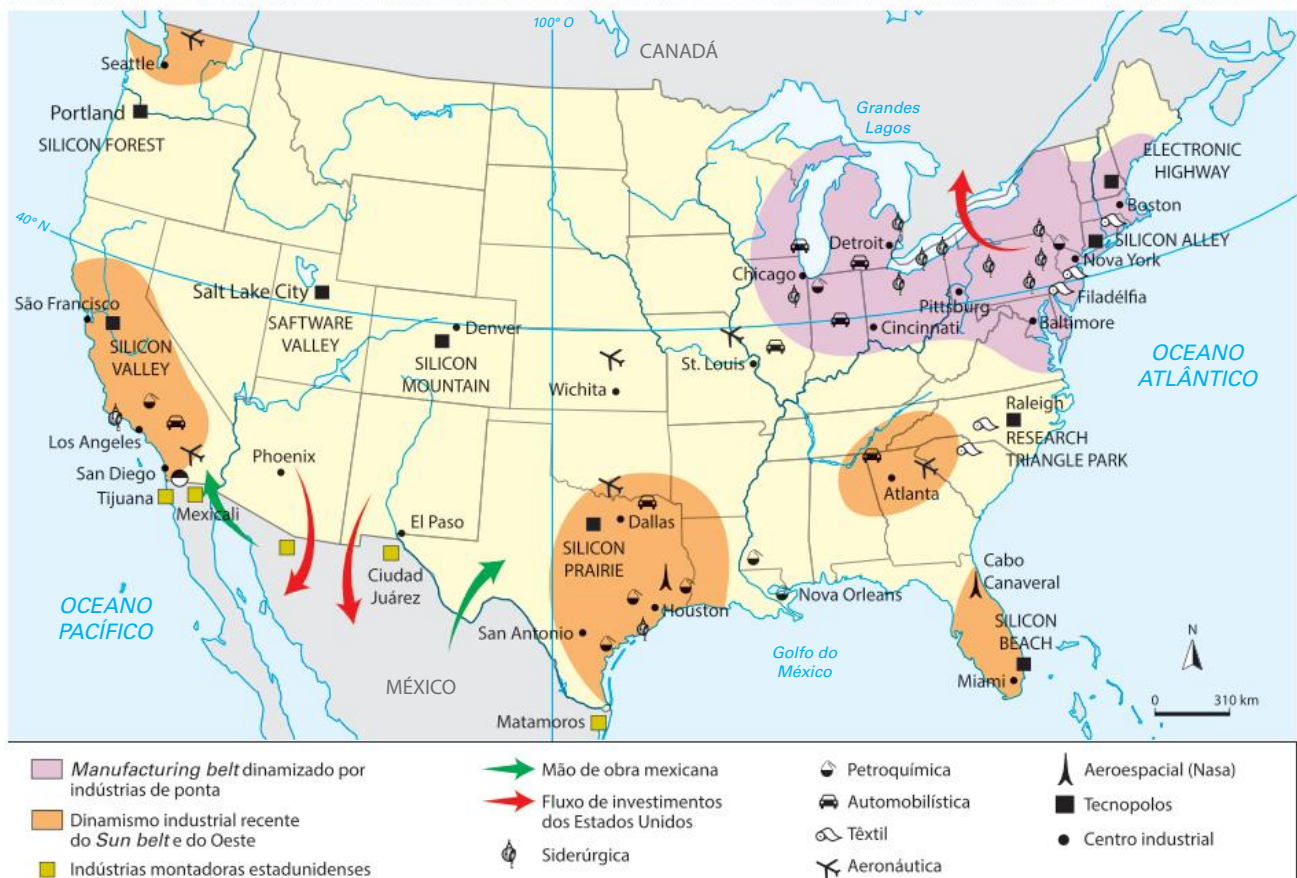 100° O
CANADÁ
Seattle
Portland
SILICON FOREST
Grandes
Lagos
ELECTRONIC
HIGHWAY
Boston
40° N
Detroit
SILICON ALLEY
Nova York
Chicago
Salt Lake City
Pittsburg
Filadélfia
São Francisco
SAFTWARE
VALLEY
Denver
Cincinnati
Baltimore
SILICON
VALLEY
SILICON
MOUNTAIN
St. Louis
OCEANO
ATLÂNTICO
Wichita
Raleigh
RESEARCH
TRIANGLE PARK
Los Angeles
Phoenix
San Diego
Atlanta
Tijuana
Mexicali
El Paso
Dallas
SILICON
PRAIRIE
Ciudad
Juárez
Cabo
Canaveral
OCEANO
PACÍFICO
Houston
Nova Orleans
San Antonio
SILICON
BEACH
N
Golfo do
México
MÉXICO
Miami
0 310 km
Matamoros
Manufacturing belt dinamizado por
indústrias de ponta
Dinamismo industrial recente
do Sun belt e do Oeste
Indústrias montadoras estadunidenses
Mão de obra mexicana
Fluxo de investimentos
dos Estados Unidos
Siderúrgica
Petroquímica
Automobilística
Têxtil
Aeronáutica
Aeroespacial (Nasa)
Tecnopolos
Centro industrial